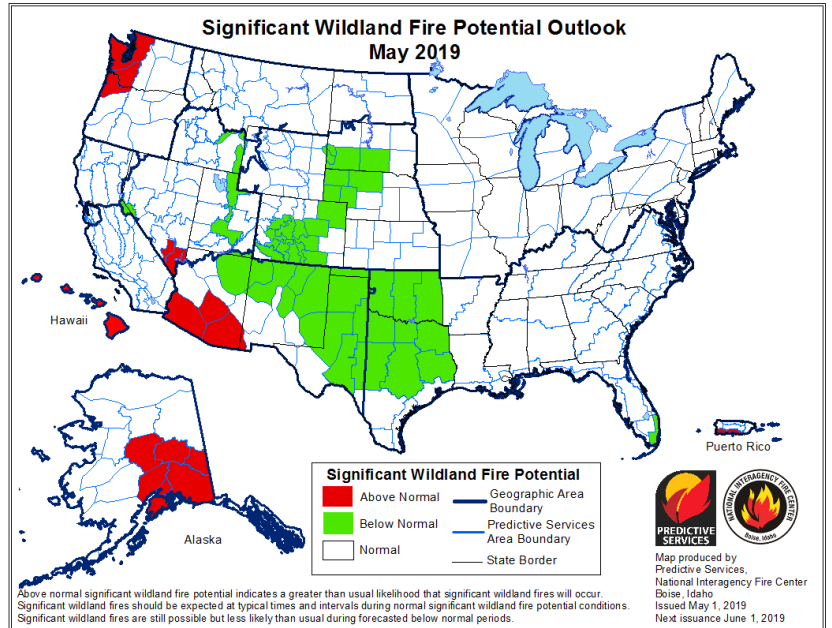 Significant Wildland Fire Potential Outlook
May 2019
Hawaii
Alaska
Puerto Rico
Significant Wildland Fire Potential
Above Normal
Below Normal
Normal
Geographic Area
Boundary
Predictive Services
Area Boundary
State Border
PREDICTIVE
SERVICES
NATIONAL INTERAGENCY FIRE CENTER
Boise, Idaho
Map produced by
Predictive Services,
National Interagency Fire Center
Boise, Idaho
Issued May 1, 2019
Next issuance June 1, 2019
Above normal significant wildland fire potential indicates a greater than usual likelihood that significant wildland fires will occur.
Significant wildland fires should be expected at typical times and intervals during normal significant wildland fire potential conditions.
Significant wildland fires are still possible but less likely than usual during forecasted below normal periods.